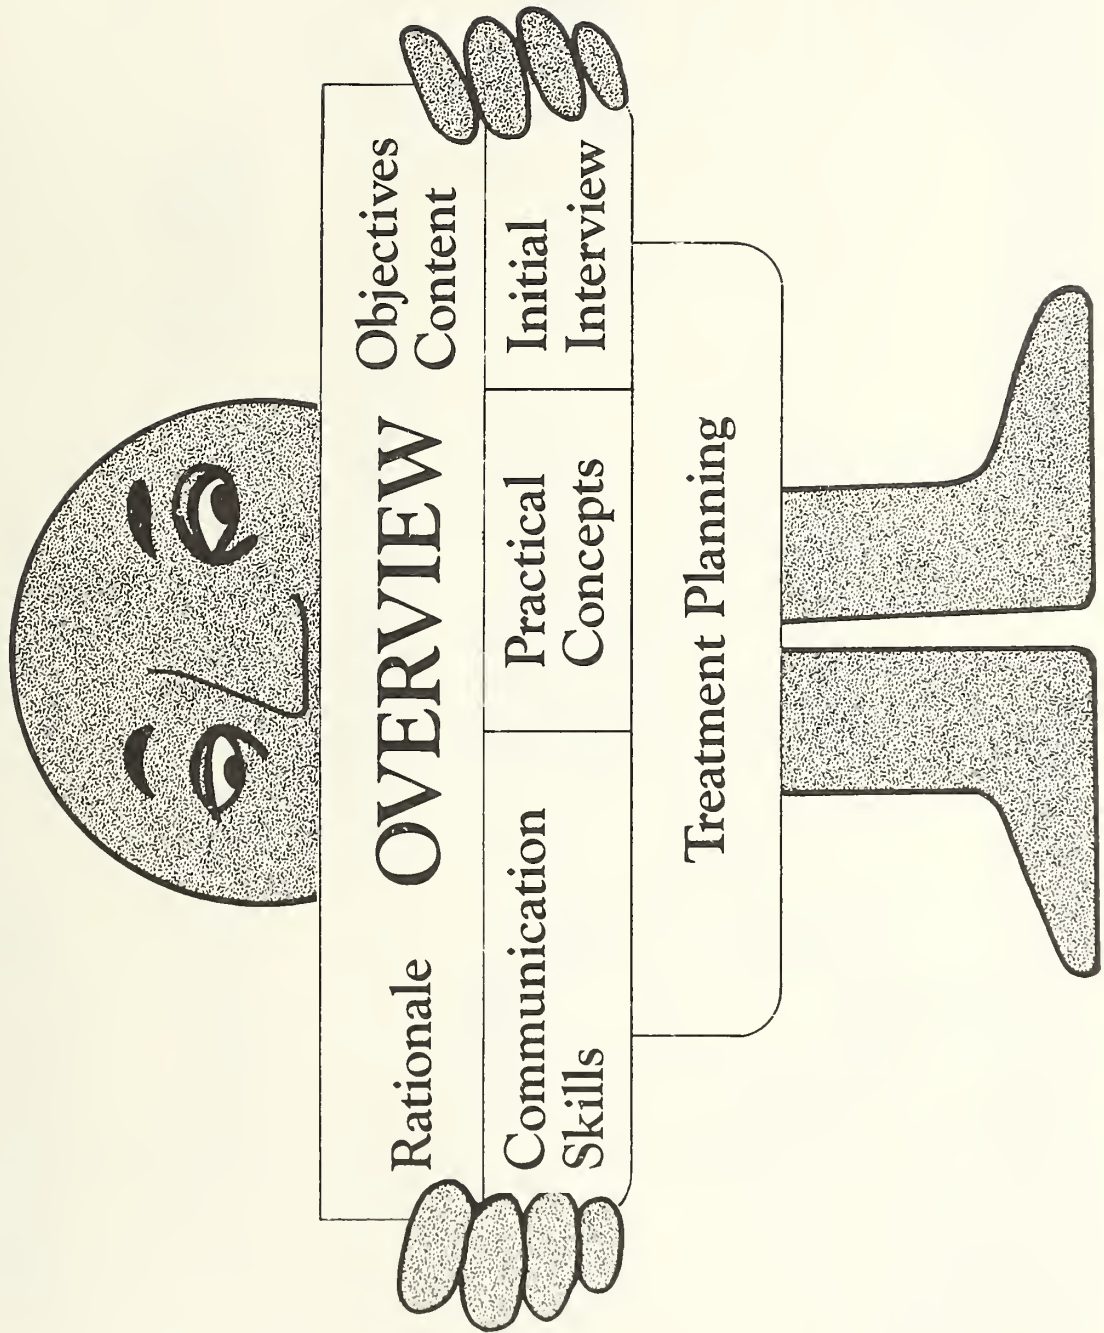 Rationale OVERVIEW Objectives
Content
Communication
Skills
Practical
Concepts
Initial
Interview
Treatment Planning